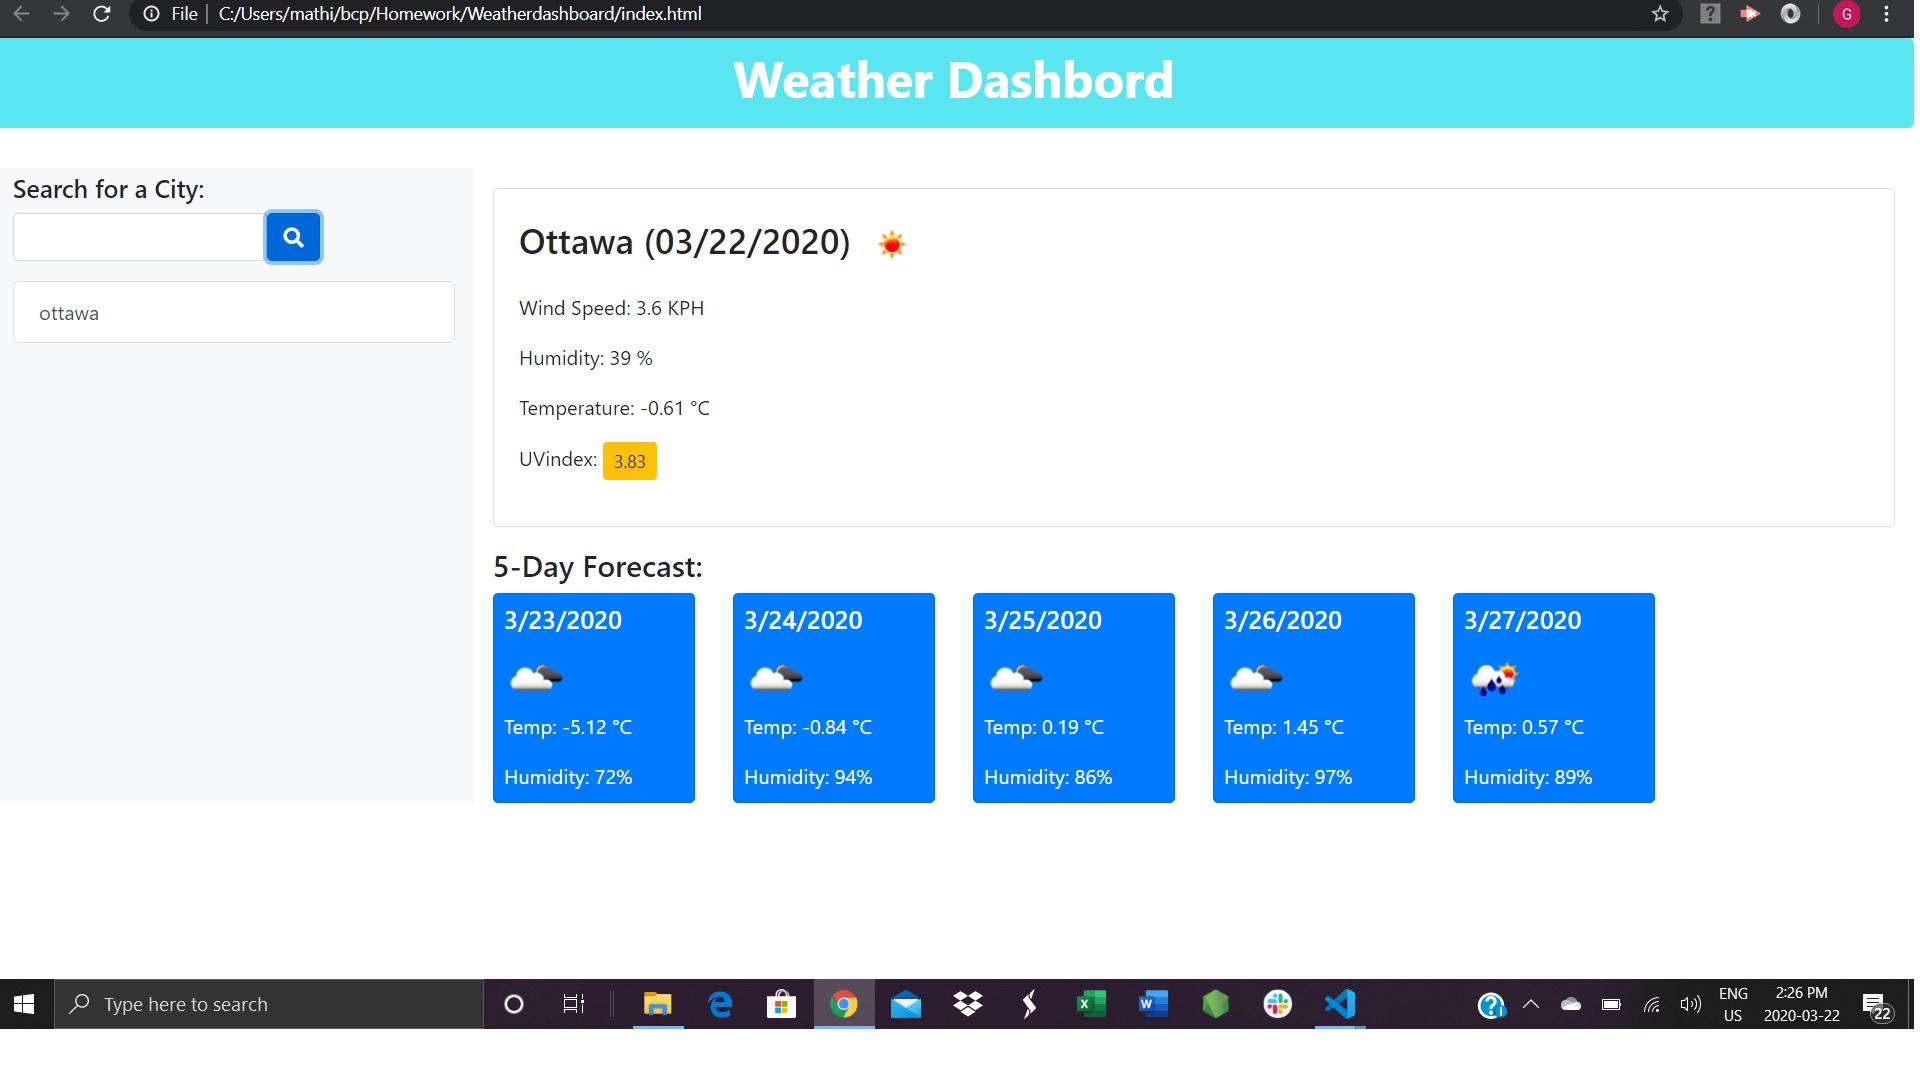 File C:/Users/mathi/bcp/Homework/Weatherdashboard/index.html
G
Weather Dashbord
Search for a City:
ottawa
Ottawa (03/22/2020)
Wind Speed: 3.6 KPH
Humidity: 39 %
Temperature: -0.61 °C
UVindex: 3.83
5-Day Forecast:
3/23/2020
Temp: -5.12 °C
Humidity: 72%
3/24/2020
Temp: -0.84 °C
Humidity: 94%
3/25/2020
Temp: 0.19 °C
Humidity: 86%
3/26/2020
Temp: 1.45 °C
Humidity: 97%
3/27/2020
Temp: 0.57 °C
Humidity: 89%
Type here to search
ENG
US
2:26 PM
2020-03-22
22